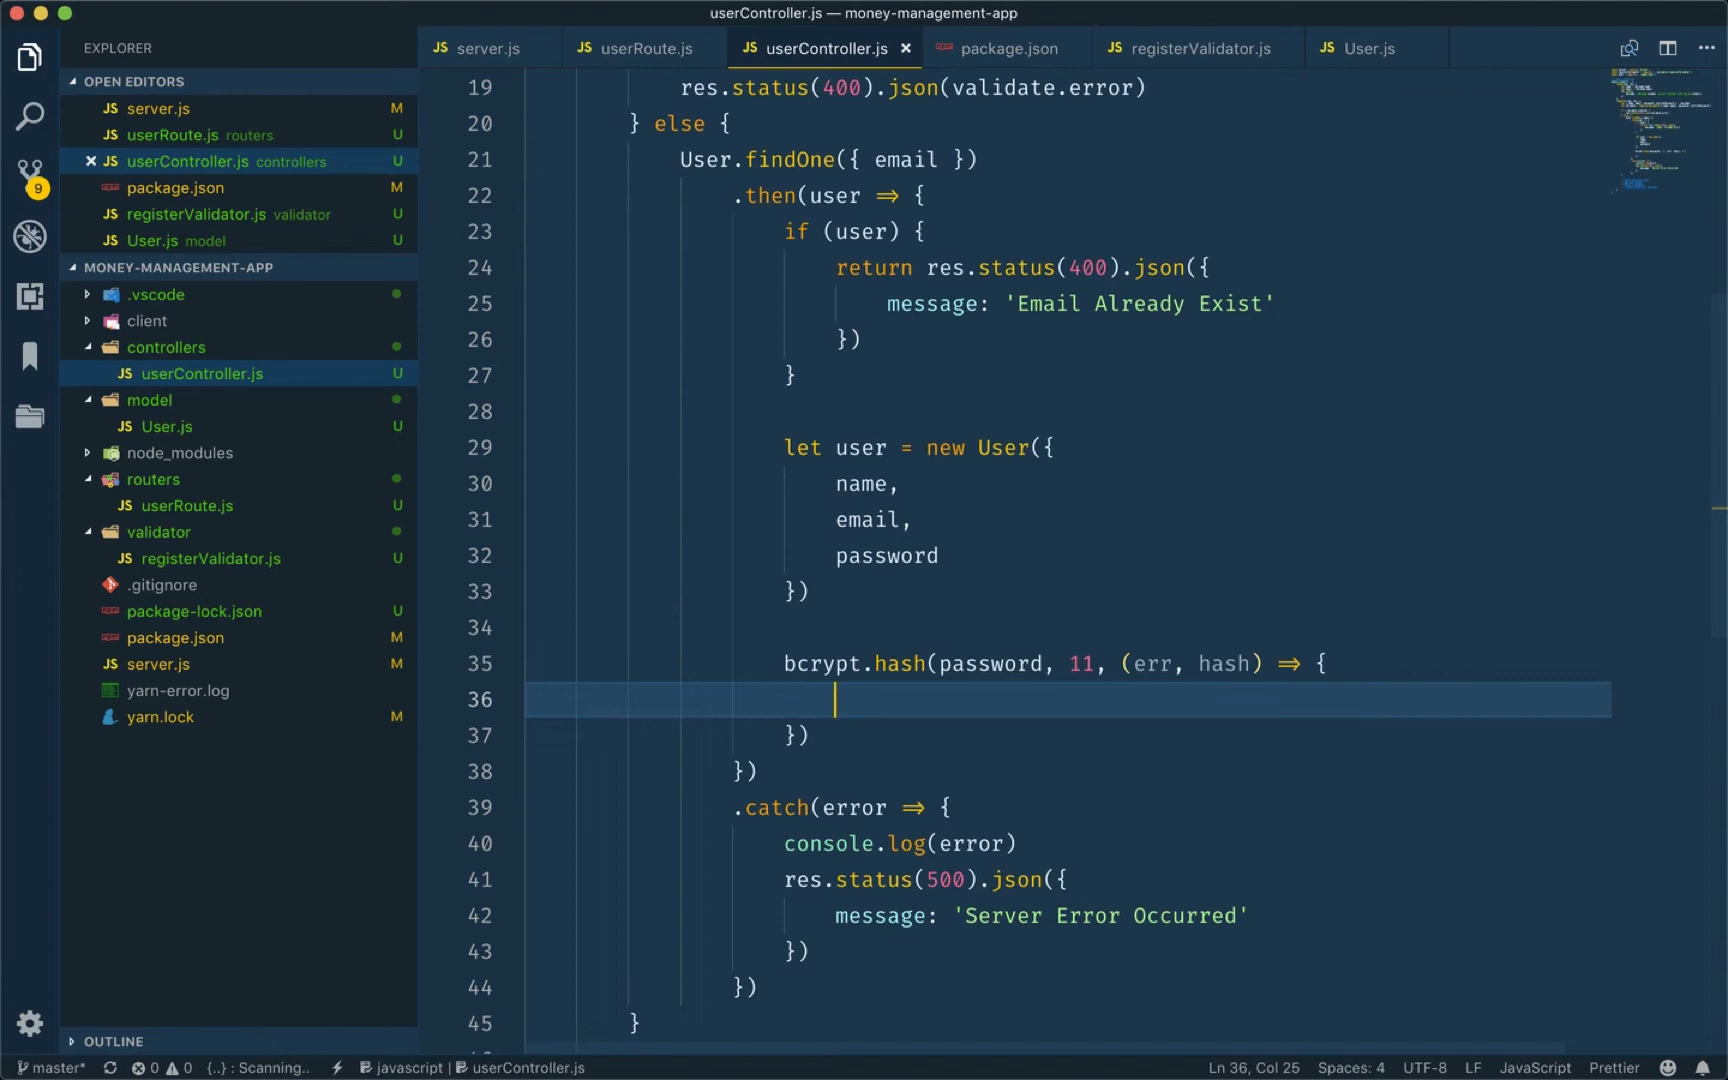 userController.js — money-management-app
EXPLORER
OPEN EDITORS
JS server.js M
JS userRoute.js routers U
JS userController.js controllers U
package.json M
JS registerValidator.js validator U
JS User.js model U
MONEY-MANAGEMENT-APP
.vscode
client
controllers
JS userController.js U
model
JS User.js U
node_modules
routers
JS userRoute.js U
validator
JS registerValidator.js U
.gitignore
package-lock.json U
package.json M
JS server.js M
yarn-error.log
yarn.lock M
OUTLINE
9
JS server.js JS userRoute.js JS userController.js package.json JS registerValidator.js JS User.js
19 res.status(400).json(validate.error)
20 } else {
21 User.findOne({ email })
22 .then(user => {
23 if (user) {
24 return res.status(400).json({
25 message: 'Email Already Exist'
26 })
27 }
28
29 let user = new User({
30 name,
31 email,
32 password
33 })
34
35 bcrypt.hash(password, 11, (err, hash) => {
36
37 })
38 })
39 .catch(error => {
40 console.log(error)
41 res.status(500).json({
42 message: 'Server Error Occurred'
43 })
44 })
45 }
master* 0 0 {..} : Scanning.. javascript | userController.js Ln 36, Col 25 Spaces: 4 UTF-8 LF JavaScript Prettier